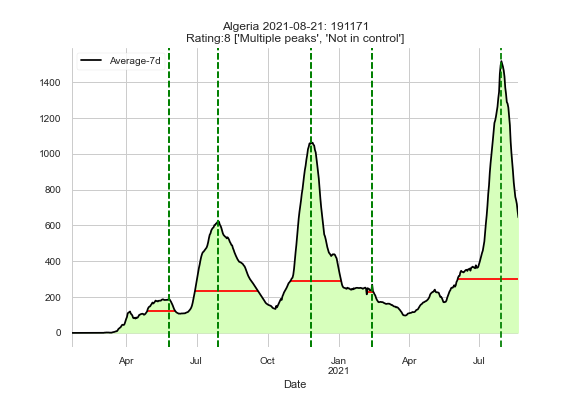 Algeria 2021-08-21: 191171
Rating:8 ['Multiple peaks', 'Not in control']
Average-7d
1400
1200
1000
800
600
400
200
0
Apr Jul Oct Jan Apr Jul
2021
Date